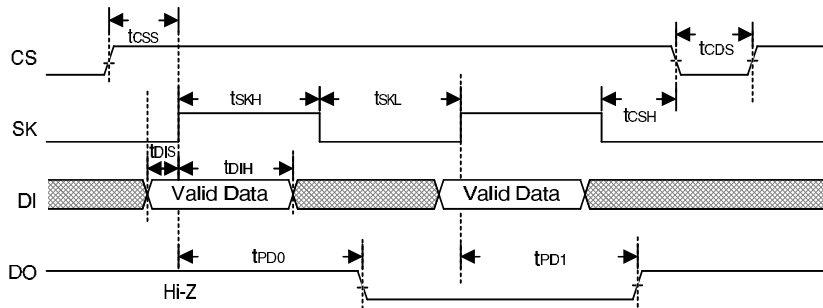 tCSS
CS
tCDS
tSKH
tSKL
tCSH
SK
tDIS
tDIH
DI
Valid Data
Valid Data
tPD0
tPD1
DO
Hi-Z